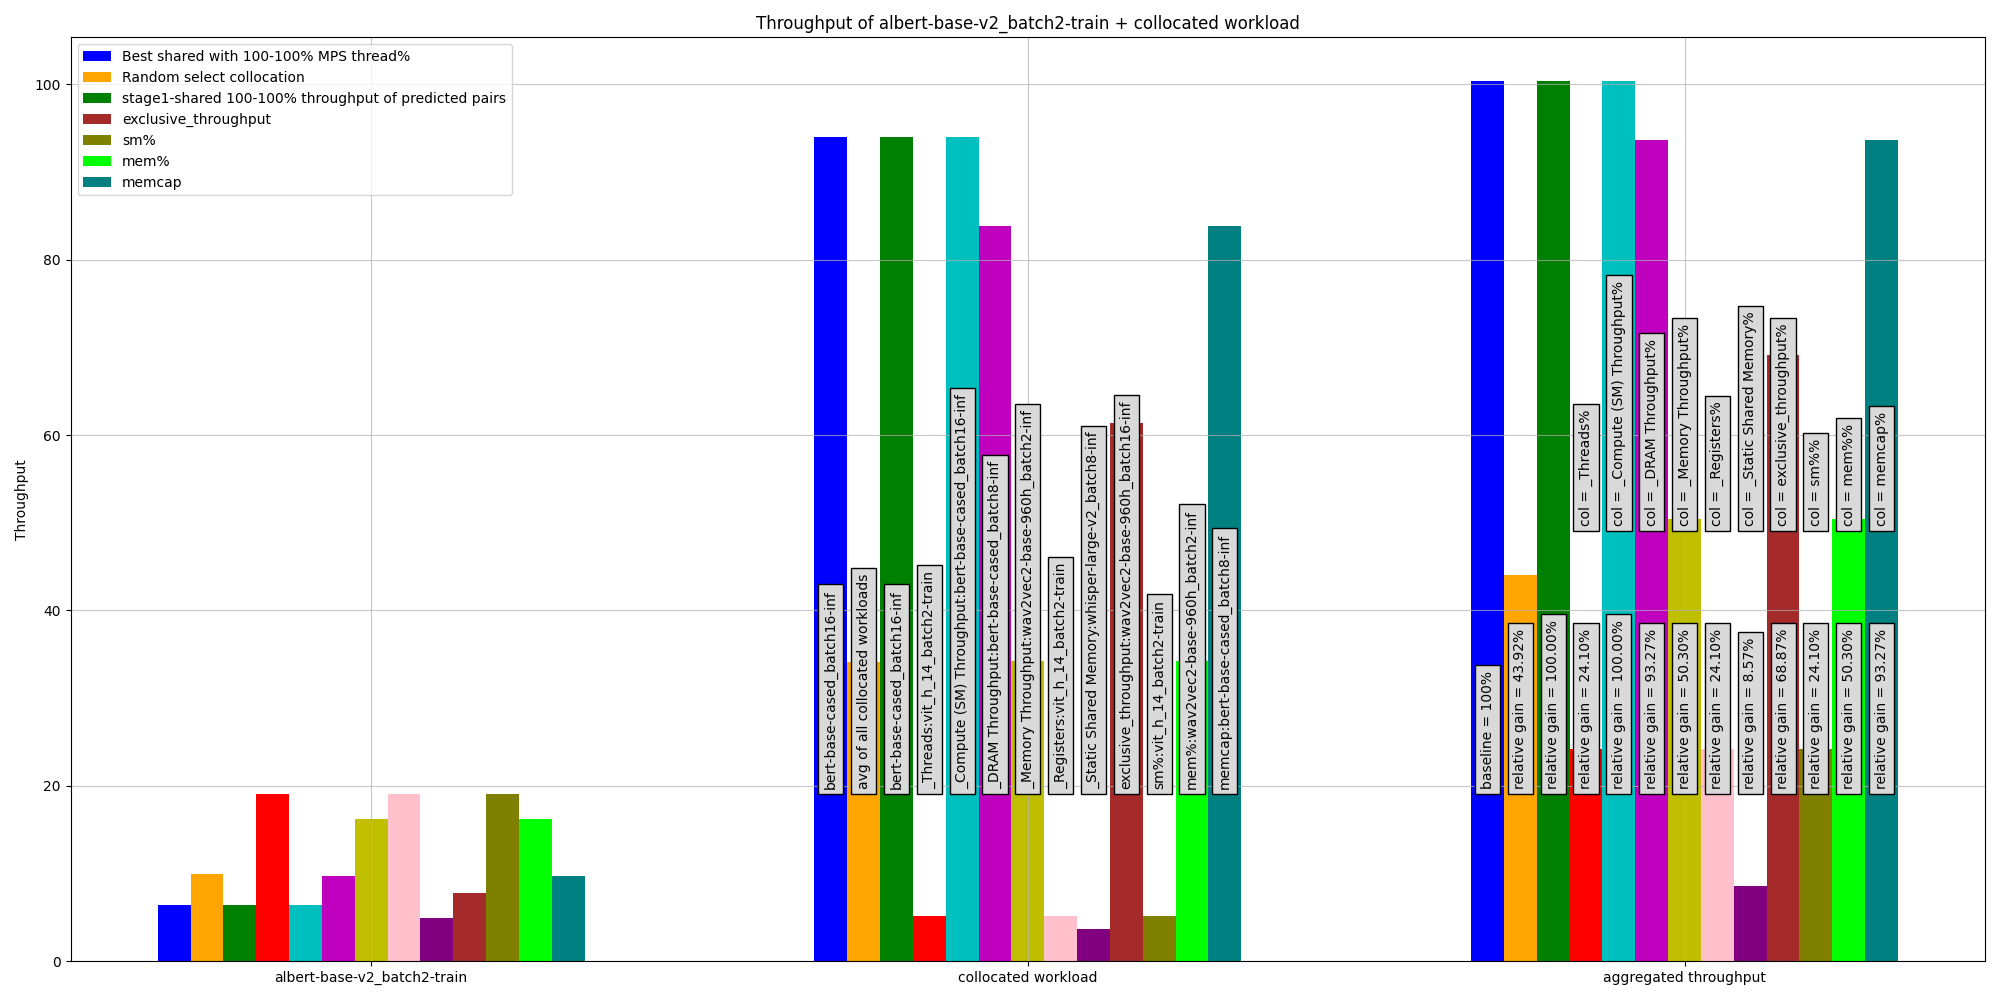 Throughput of albert-base-v2_batch2-train + collocated workload
Best shared with 100-100% MPS thread%
Random select collocation
stage1-shared 100-100% throughput of predicted pairs
exclusive_throughput
sm%
mem%
memcap
Throughput
100
80
60
40
20
0
bert-base-cased_batch16-inf
avg of all collocated workloads
bert-base-cased_batch16-inf
_Threads:vit_h_14_batch2-train
_Compute (SM) Throughput:bert-base-cased_batch16-inf
_DRAM Throughput:bert-base-cased_batch8-inf
_Memory Throughput:wav2vec2-base-960h_batch2-inf
_Registers:vit_h_14_batch2-train
_Static Shared Memory:whisper-large-v2_batch8-inf
exclusive_throughput:wav2vec2-base-960h_batch16-inf
sm%:vit_h_14_batch2-train
mem%:wav2vec2-base-960h_batch2-inf
memcap:bert-base-cased_batch8-inf
col = _Threads%
col = _Compute (SM) Throughput%
col = _DRAM Throughput%
col = _Memory Throughput%
col = _Registers%
col = _Static Shared Memory%
col = exclusive_throughput%
col = sm%%
col = mem%%
col = memcap%
baseline = 100%
relative gain = 43.92%
relative gain = 100.00%
relative gain = 24.10%
relative gain = 100.00%
relative gain = 93.27%
relative gain = 50.30%
relative gain = 24.10%
relative gain = 8.57%
relative gain = 68.87%
relative gain = 24.10%
relative gain = 50.30%
relative gain = 93.27%
albert-base-v2_batch2-train
collocated workload
aggregated throughput